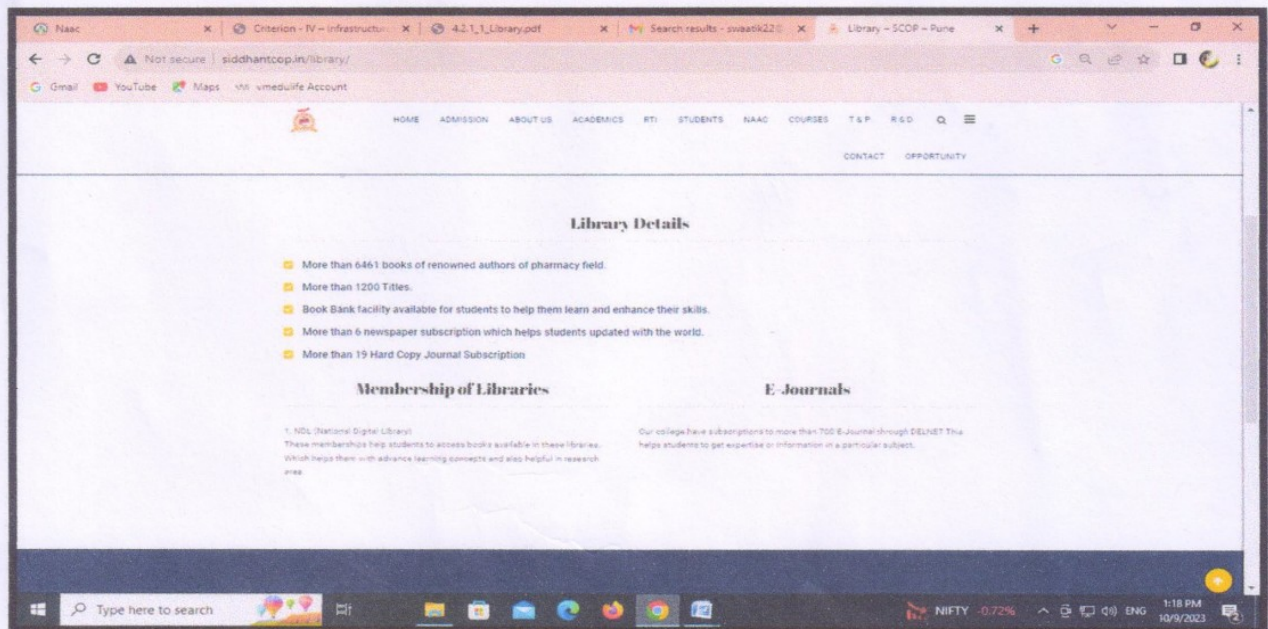 Naac
Criterion - IV – Infrastructur
4.2.1_1_Library.pdf
Search results - swaatik22
Library – SCOP – Pune
Not secure siddhantcop.in/library/
Gmail YouTube Maps vmedulife Account
HOME ADMISSION ABOUT US ACADEMICS RTI STUDENTS NAAC COURSES T & P R & D
CONTACT OPPORTUNITY
Library Details
More than 6461 books of renowned authors of pharmacy field.
More than 1200 Titles.
Book Bank facility available for students to help them learn and enhance their skills.
More than 6 newspaper subscription which helps students updated with the world.
More than 19 Hard Copy Journal Subscription
Membership of Libraries
1. NDL (National Digital Library)
These memberships help students to access books available in these libraries.
Which helps them with advance learning concepts and also helpful in research
area.
E-Journals
Our college have subscriptions to more than 700 E-Journal through DELNET This
helps students to get expertise or information in a particular subject.
Type here to search
NIFTY -0.72%
ENG
1:18 PM
10/9/2023
2